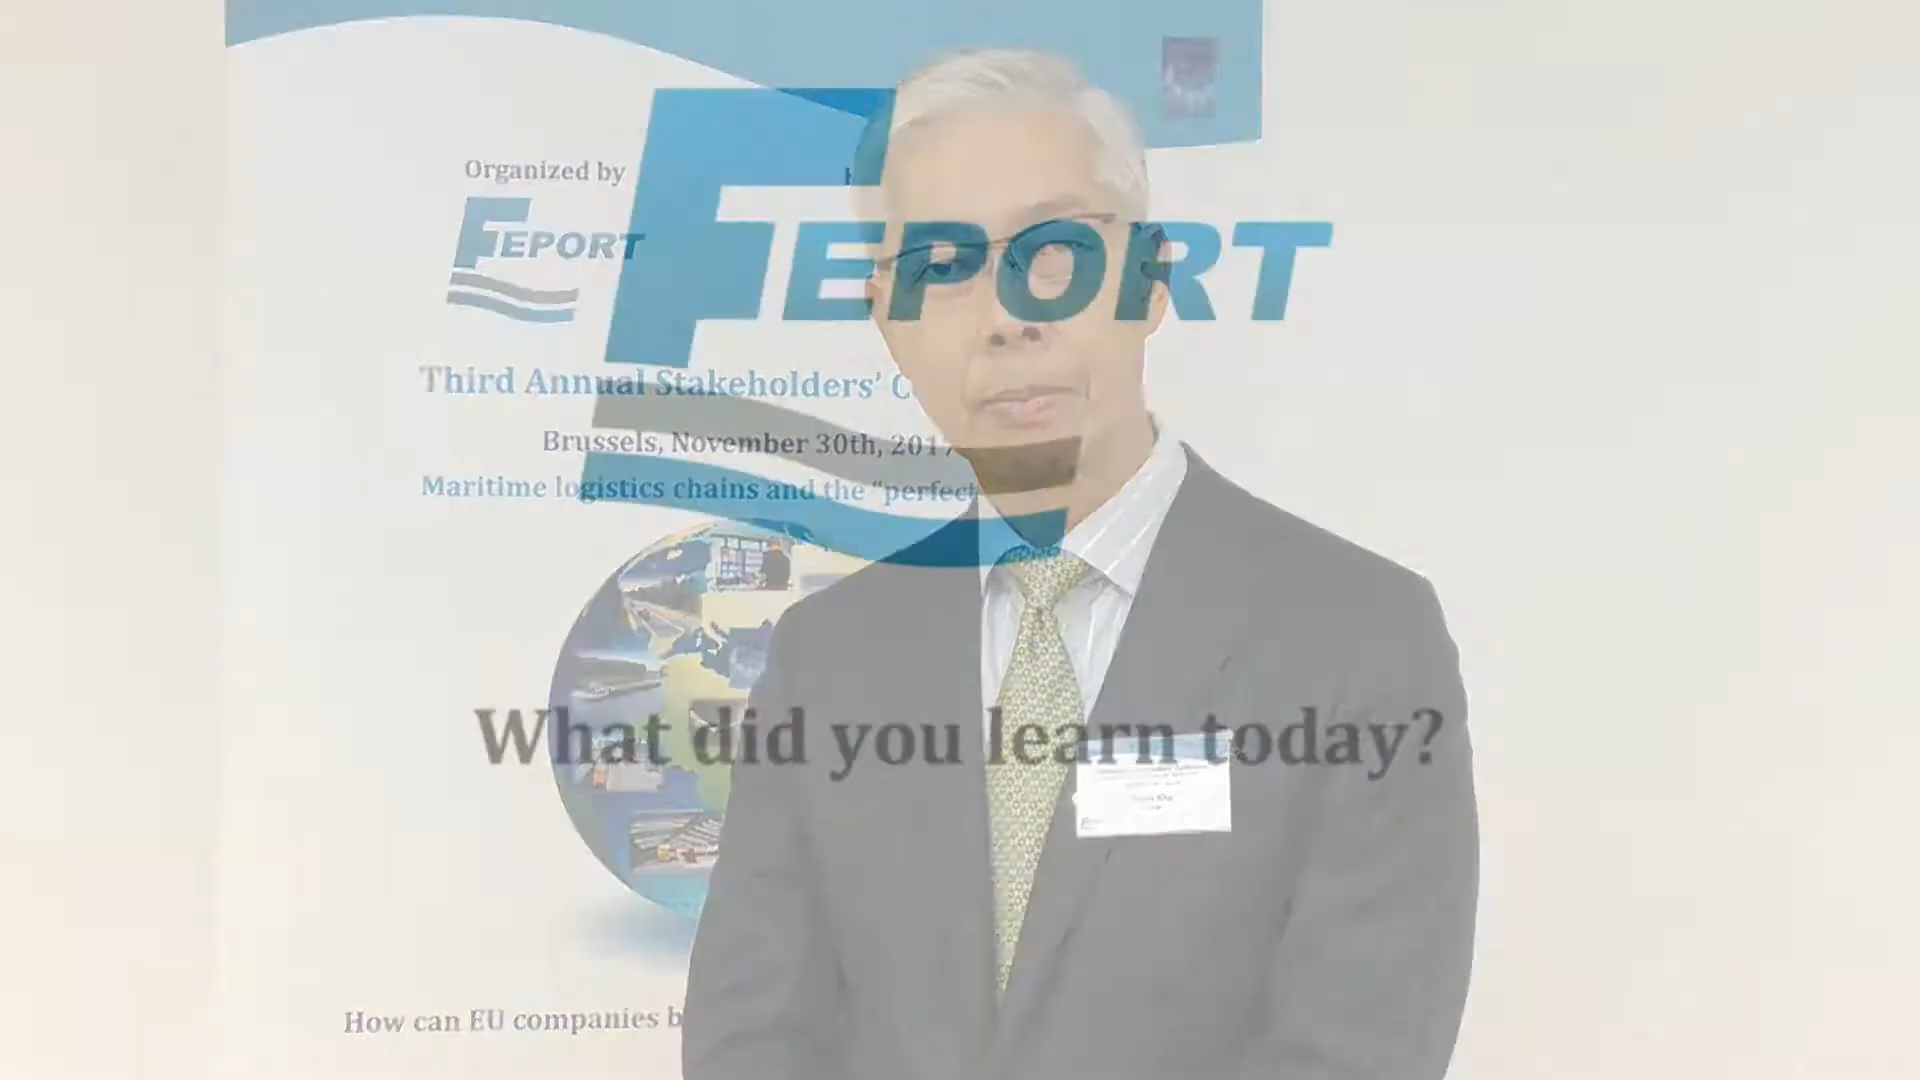 Organized by
FEPORT
FEPORT
Third Annual Stakeholders’
Brussels, November 30th, 2017
Maritime logistics chains and the “perfect
What did you learn today?
How can EU companies